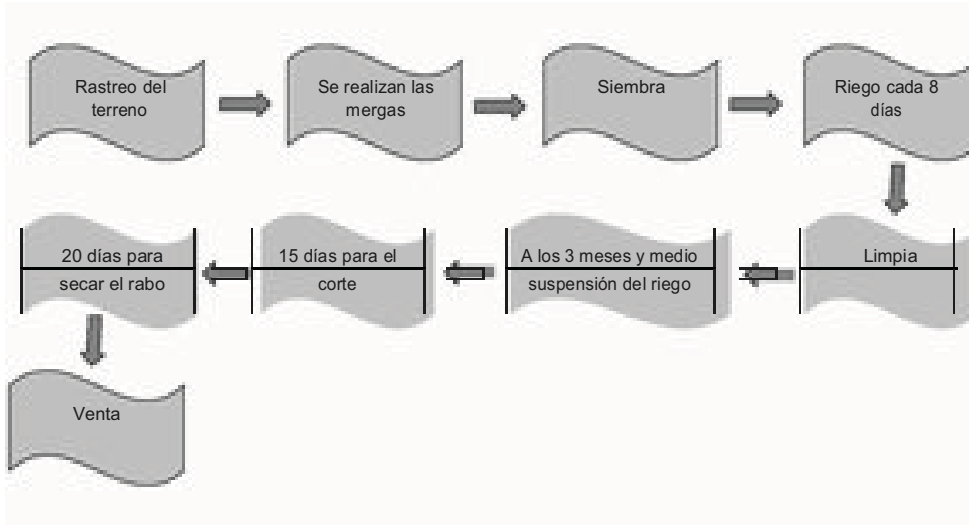 Rastreo del
terreno
Se realizan las
mergas
Siembra
Riego cada 8
días
Limpia
A los 3 meses y medio
suspensión del riego
15 días para el
corte
20 días para
secar el rabo
Venta